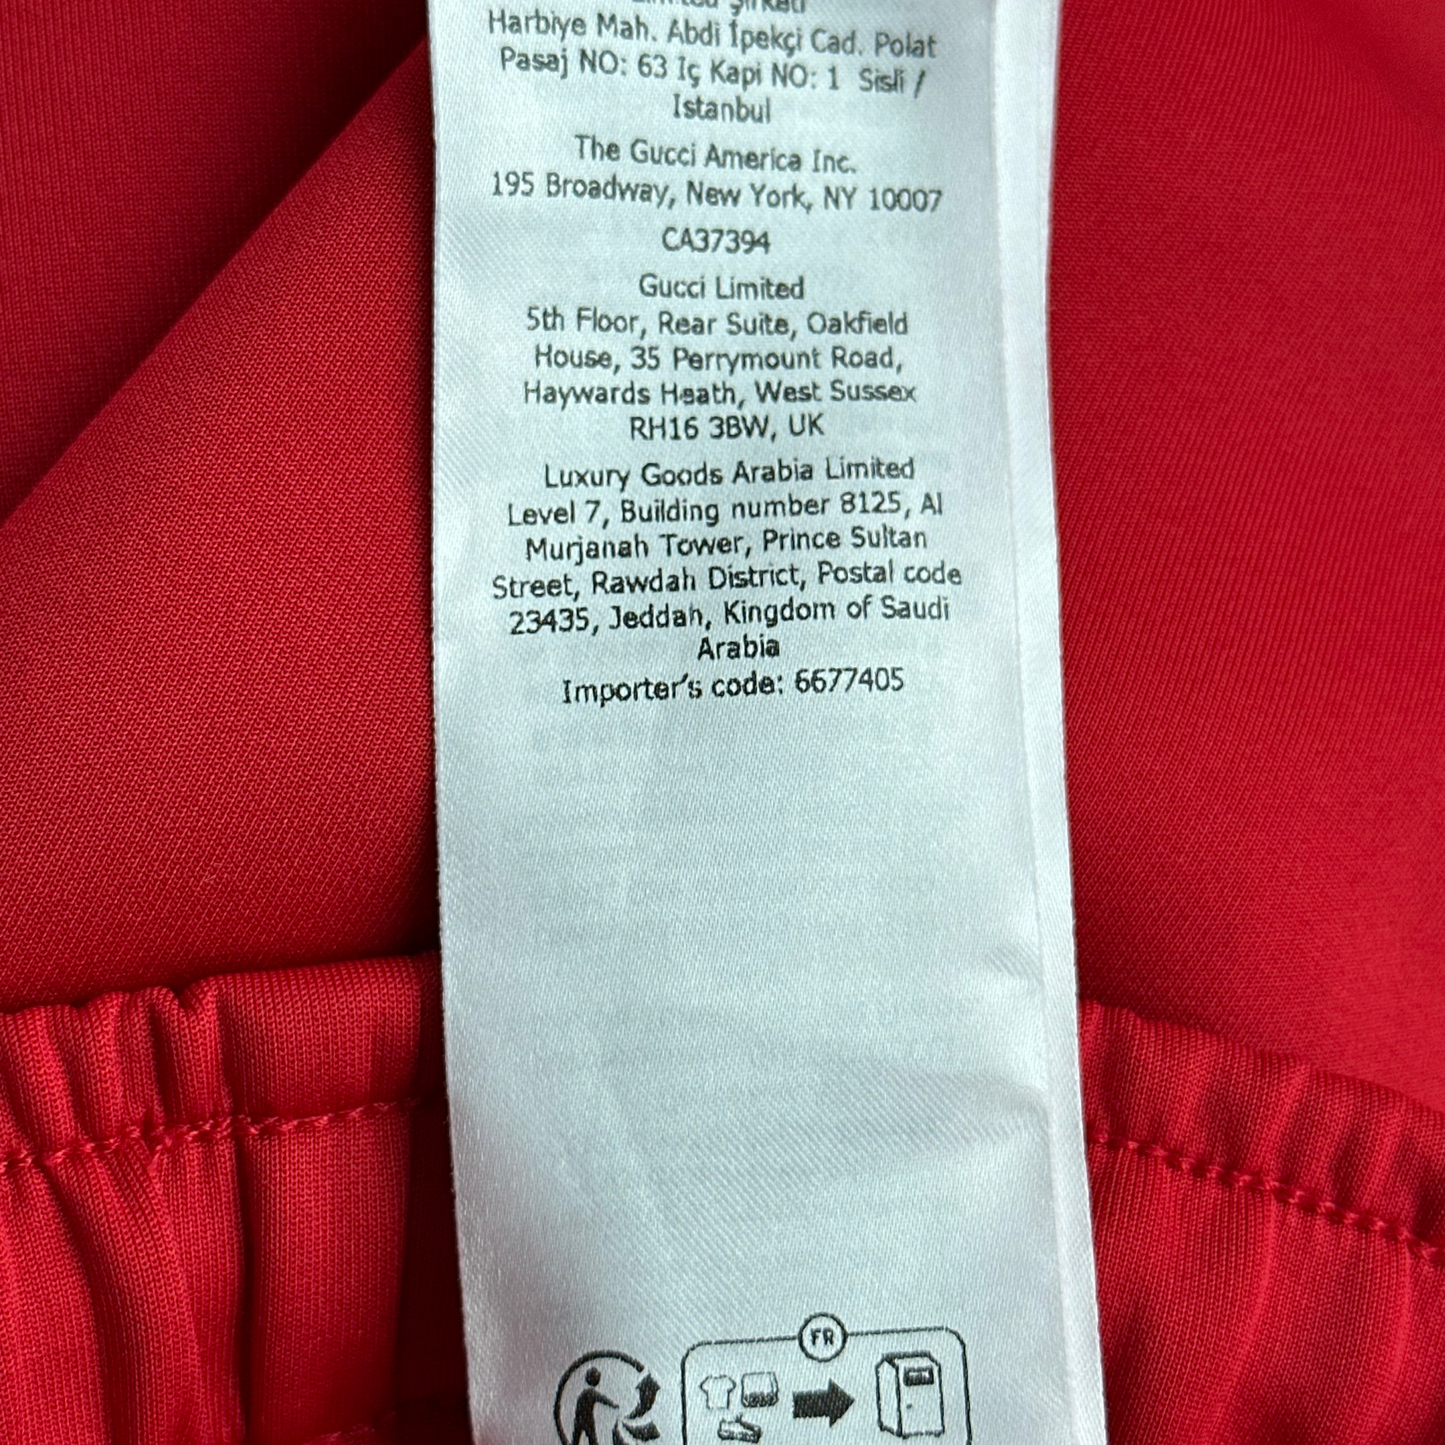 Limited Şirketi
Harbiye Mah. Abdi İpekçi Cad. Polat
Pasaj NO: 63 İç Kapi NO: 1 Sisli /
Istanbul
The Gucci America Inc.
195 Broadway, New York, NY 10007
CA37394
Gucci Limited
5th Floor, Rear Suite, Oakfield
House, 35 Perrymount Road,
Haywards Heath, West Sussex
RH16 3BW, UK
Luxury Goods Arabia Limited
Level 7, Building number 8125, Al
Murjanah Tower, Prince Sultan
Street, Rawdah District, Postal code
23435, Jeddah, Kingdom of Saudi
Arabia
Importer's code: 6677405
FR